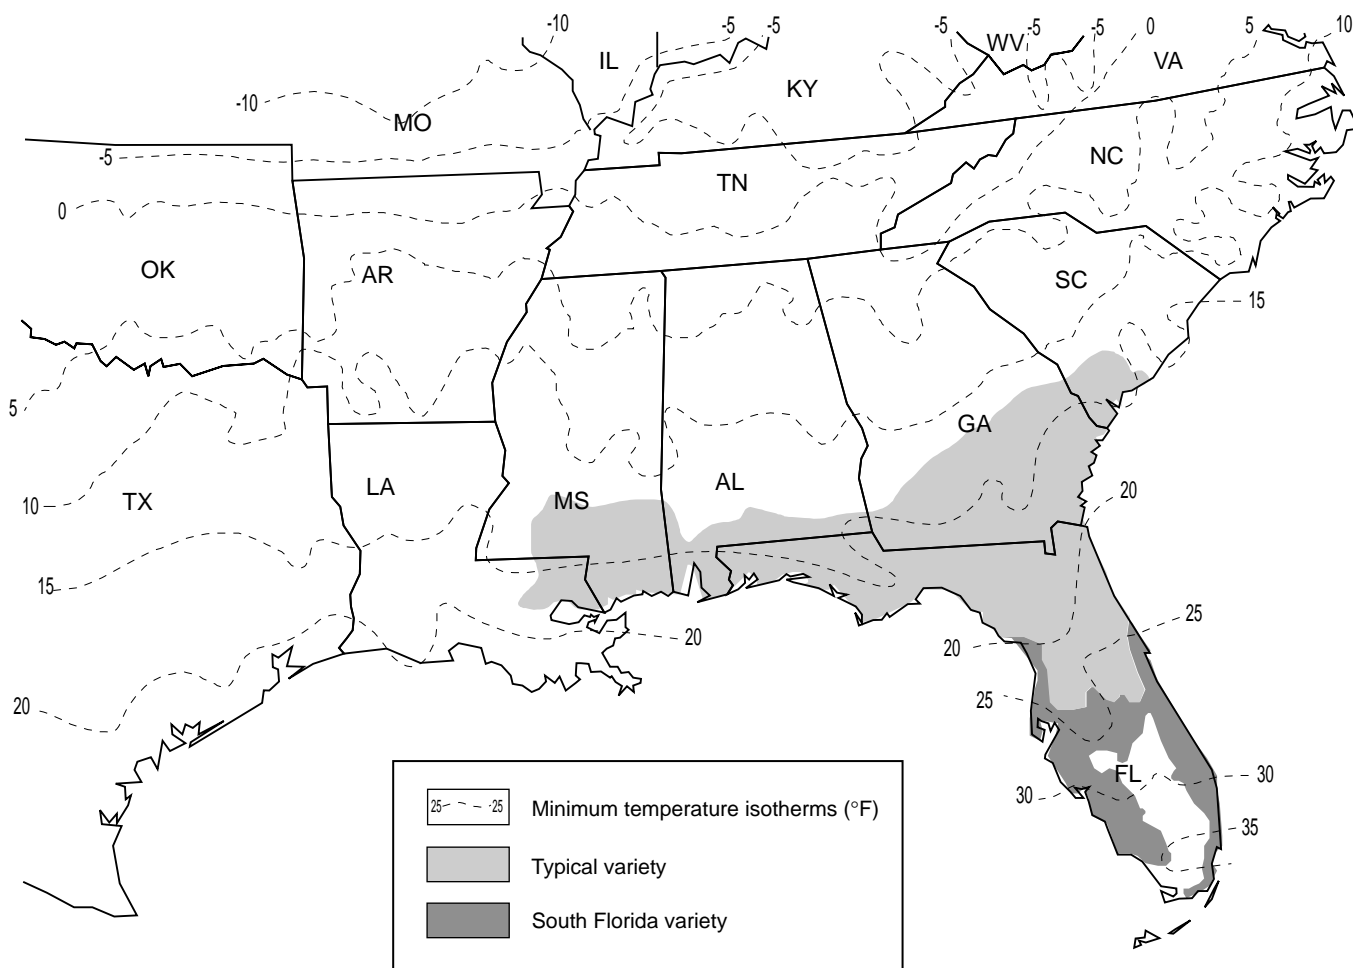 -10 IL -5 -5 -5 WV -5 -5 0 5 10
VA
KY
-10
MO
-5
NC
TN
0
OK
AR
SC
15
5
GA
TX
LA
MS
AL
20
10
15
25
20
20
25
20
FL
30
30
35
25 25 Minimum temperature isotherms (°F)
Typical variety
South Florida variety